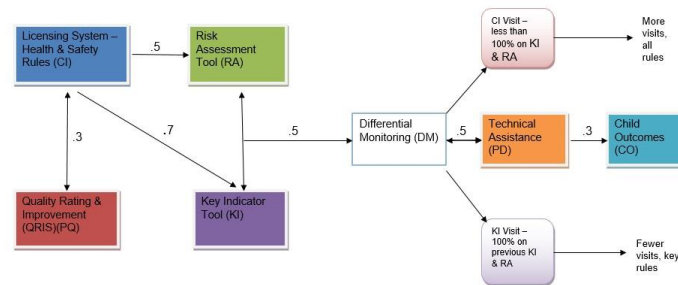 Licensing System –
Health & Safety
Rules (CI)
.5
Risk
Assessment
Tool (RA)
CI Visit –
less than
100% on KI
& RA
More
visits,
all
rules
.3
.7
.5
Differential
Monitoring (DM)
.5
Technical
Assistance
(PD)
.3
Child
Outcomes
(CO)
Quality Rating &
Improvement
(QRIS)(PQ)
Key Indicator
Tool (KI)
KI Visit –
100% on
previous KI
& RA
Fewer
visits, key
rules